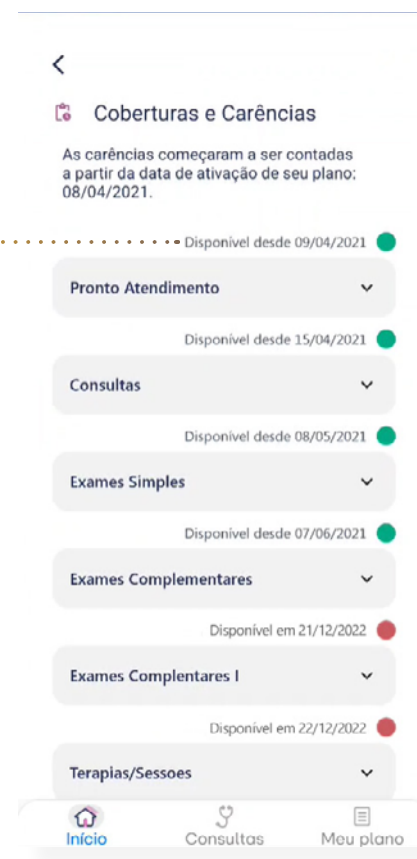 Coberturas e Carências
As carências começaram a ser contadas
a partir da data de ativação de seu plano:
08/04/2021.
Disponível desde 09/04/2021
Pronto Atendimento
Disponível desde 15/04/2021
Consultas
Disponível desde 08/05/2021
Exames Simples
Disponível desde 07/06/2021
Exames Complementares
Disponível em 21/12/2022
Exames Complentares I
Disponível em 22/12/2022
Terapias/Sessoes
Início Consultas Meu plano